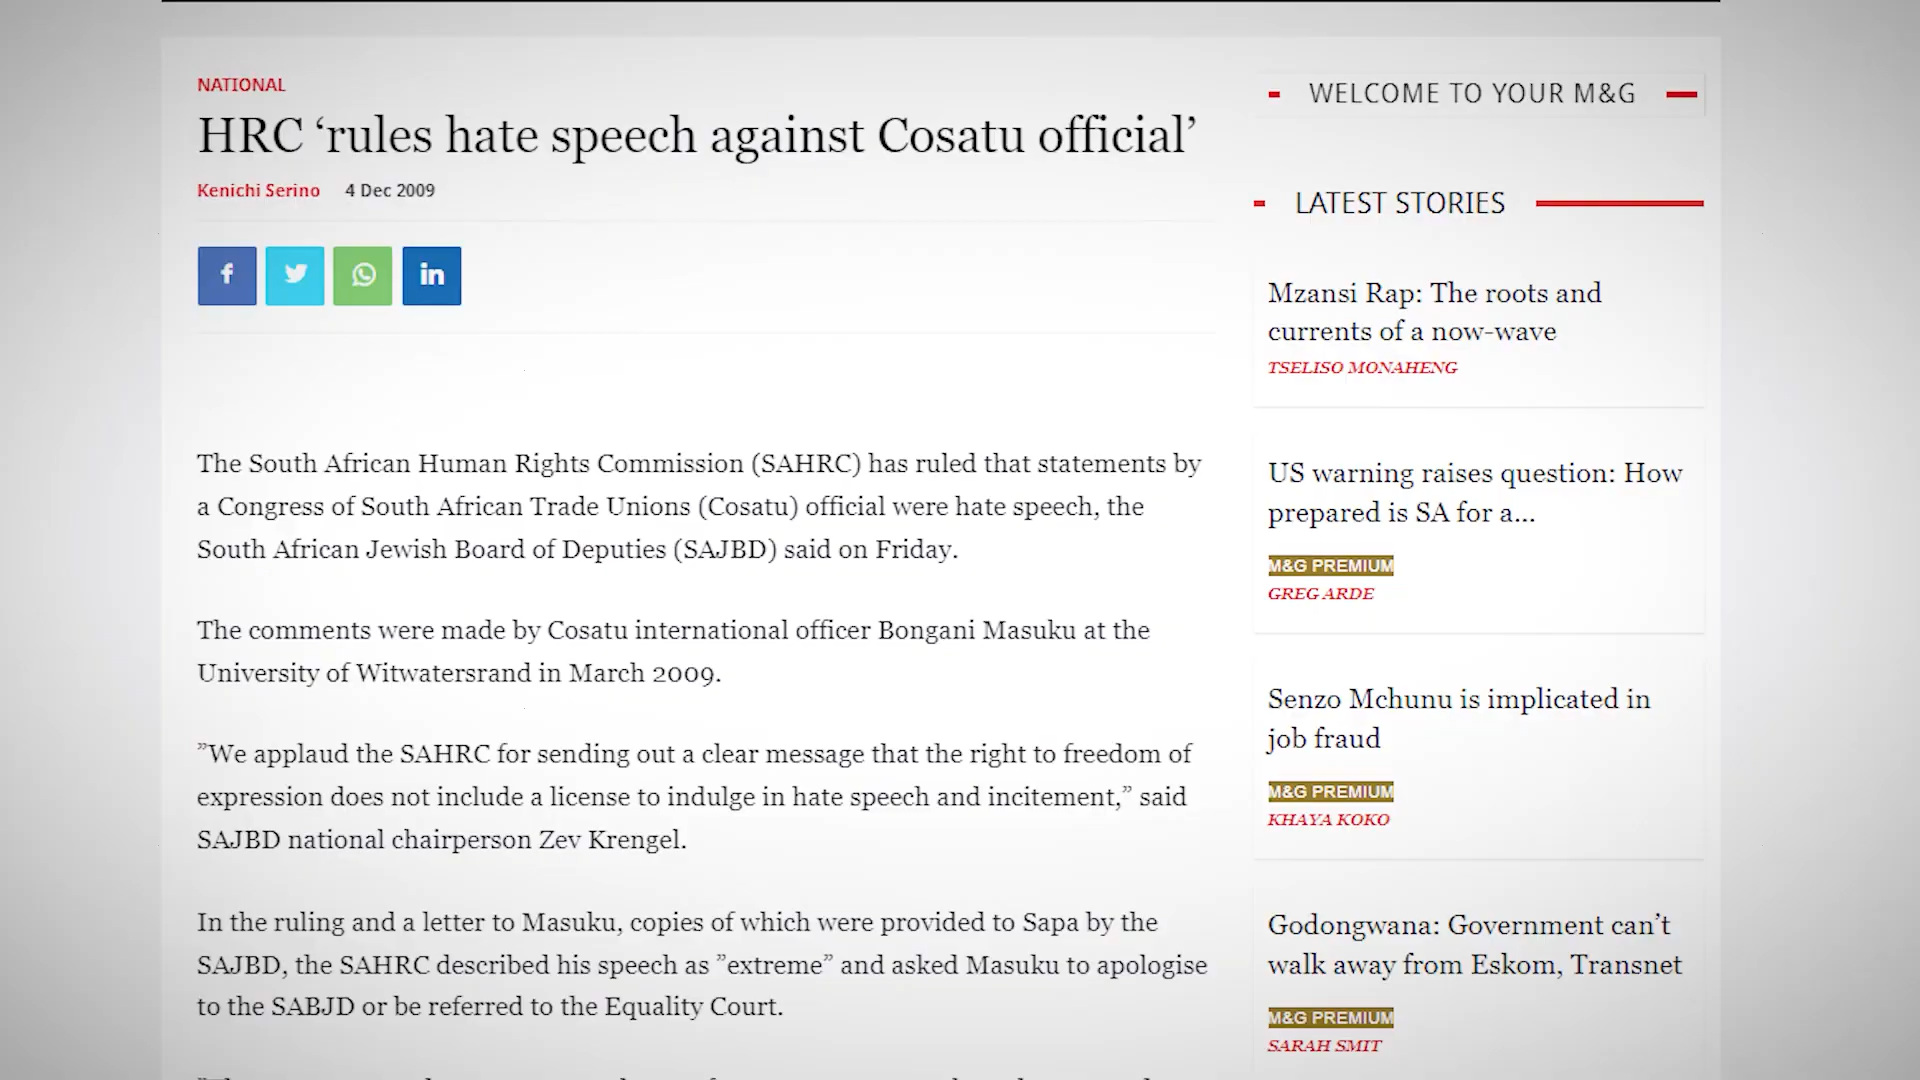 NATIONAL
HRC ‘rules hate speech against Cosatu official’
Kenichi Serino 4 Dec 2009
f
in
The South African Human Rights Commission (SAHRC) has ruled that statements by
a Congress of South African Trade Unions (Cosatu) official were hate speech, the
South African Jewish Board of Deputies (SAJBD) said on Friday.
The comments were made by Cosatu international officer Bongani Masuku at the
University of Witwatersrand in March 2009.
”We applaud the SAHRC for sending out a clear message that the right to freedom of
expression does not include a license to indulge in hate speech and incitement,” said
SAJBD national chairperson Zev Krengel.
In the ruling and a letter to Masuku, copies of which were provided to Sapa by the
SAJBD, the SAHRC described his speech as ”extreme” and asked Masuku to apologise
to the SABJD or be referred to the Equality Court.
WELCOME TO YOUR M&G
LATEST STORIES
Mzansi Rap: The roots and
currents of a now-wave
TSELISO MONAHENG
US warning raises question: How
prepared is SA for a...
M&G PREMIUM
GREG ARDE
Senzo Mchunu is implicated in
job fraud
M&G PREMIUM
KHAYA KOKO
Godongwana: Government can’t
walk away from Eskom, Transnet
M&G PREMIUM
SARAH SMIT